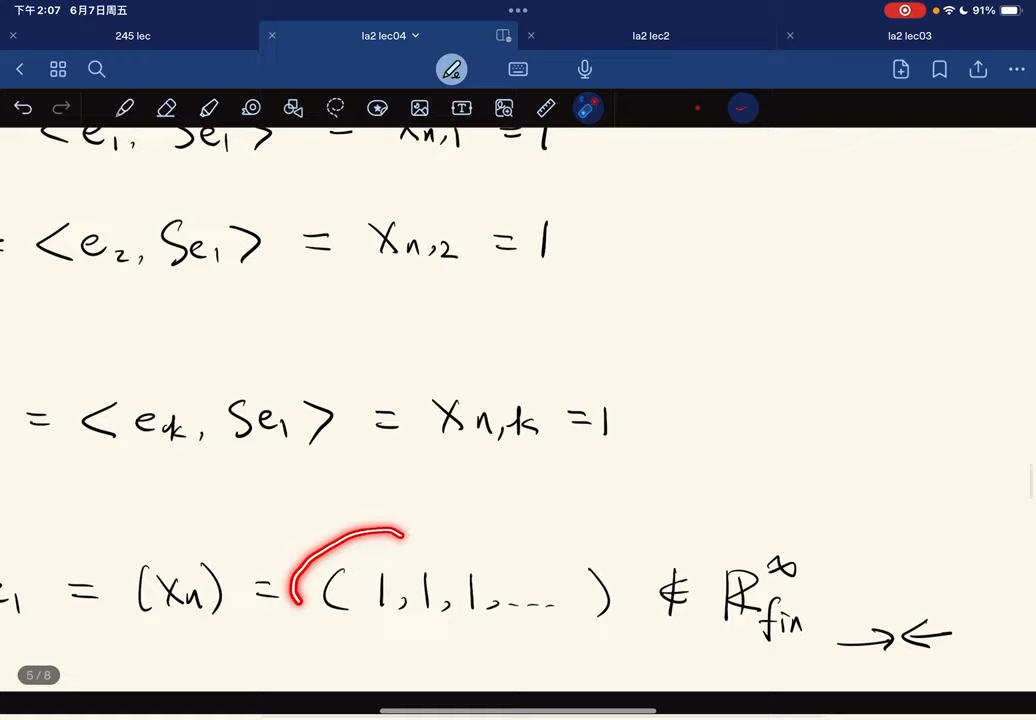 下午2:07 6月7日周五
91%
245 lec
la2 lec04
la2 lec2
la2 lec03
<e₁, Se₁> = xₙ,₁ = 1
= <e₂, Se₁> = xₙ,₂ = 1
= <eₖ, Se₁> = xₙ,ₖ = 1
e₁ = (xₙ) = (1, 1, 1, ...) ∉ ℝ^∞_fin →←
5/8